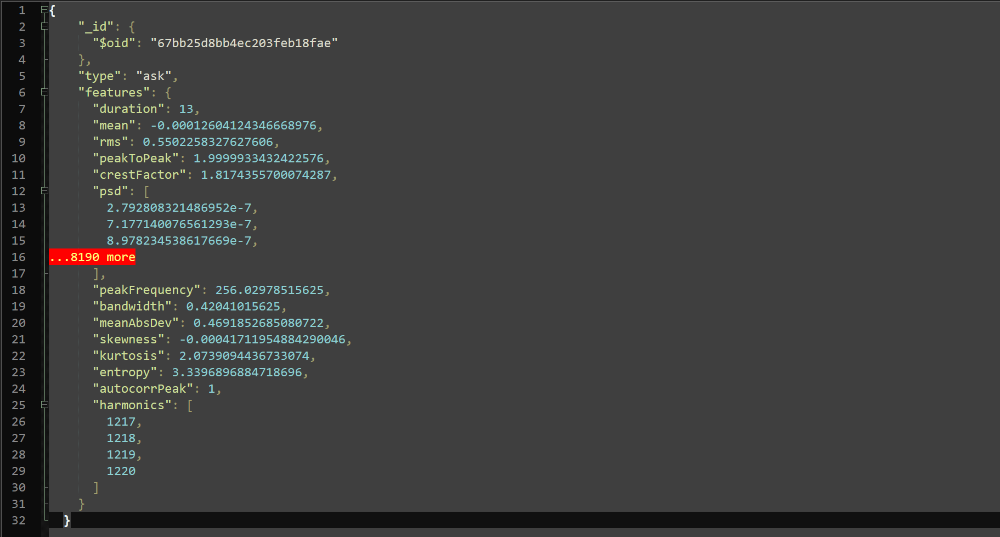 1 {
2 "_id": {
3 "$oid": "67bb25d8bb4ec203feb18fae"
4 },
5 "type": "ask",
6 "features": {
7 "duration": 13,
8 "mean": -0.00012604124346668976,
9 "rms": 0.5502258327627606,
10 "peakToPeak": 1.9999933432422576,
11 "crestFactor": 1.8174355700074287,
12 "psd": [
13 2.792808321486952e-7,
14 7.177140076561293e-7,
15 8.978234538617669e-7,
16 ...8190 more
17 ],
18 "peakFrequency": 256.02978515625,
19 "bandwidth": 0.42041015625,
20 "meanAbsDev": 0.4691852685080722,
21 "skewness": -0.00041711954884290046,
22 "kurtosis": 2.0739094436733074,
23 "entropy": 3.3396896884718696,
24 "autocorrPeak": 1,
25 "harmonics": [
26 1217,
27 1218,
28 1219,
29 1220
30 ]
31 }
32 }